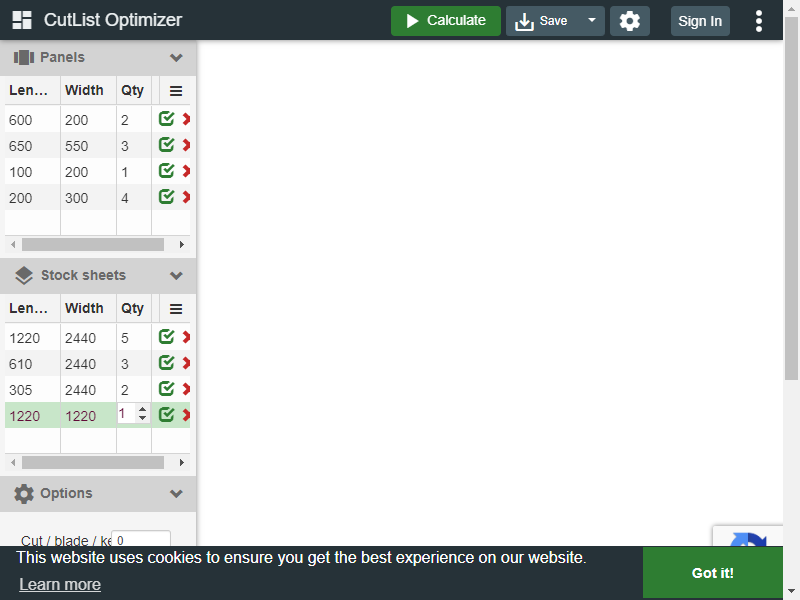 CutList Optimizer
Calculate
Save
Sign In
Panels
Len... Width Qty
600 200 2
650 550 3
100 200 1
200 300 4
Stock sheets
Len... Width Qty
1220 2440 5
610 2440 3
305 2440 2
1220 1220 1
Options
Cut / blade / ke 0
This website uses cookies to ensure you get the best experience on our website.
Learn more
Got it!